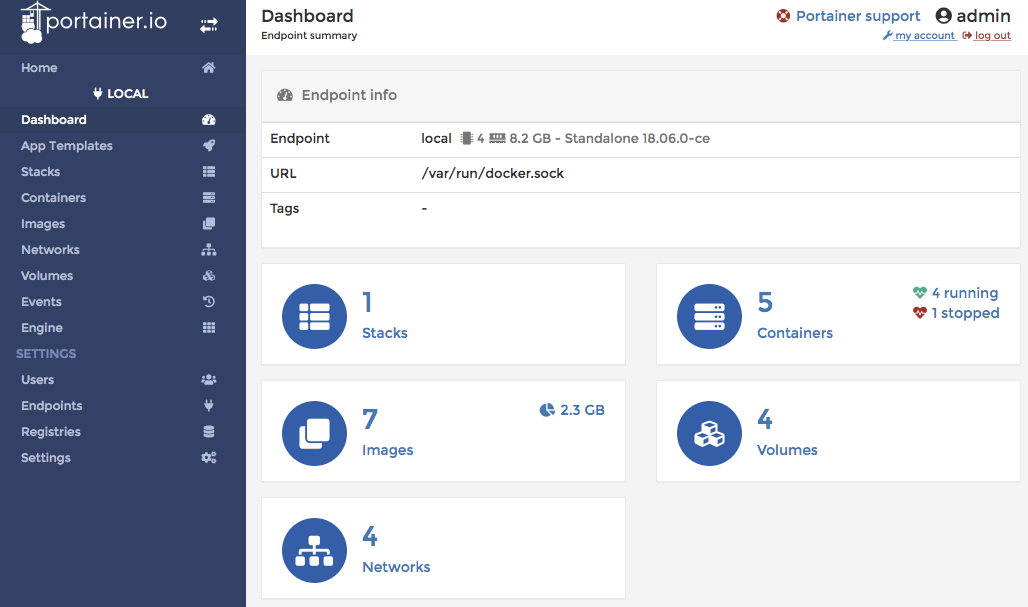 portainer.io
Home
LOCAL
Dashboard
App Templates
Stacks
Containers
Images
Networks
Volumes
Events
Engine
SETTINGS
Users
Endpoints
Registries
Settings
Dashboard
Endpoint summary
Portainer support admin
my account log out
Endpoint info
Endpoint local 4 8.2 GB - Standalone 18.06.0-ce
URL /var/run/docker.sock
Tags -
1
Stacks
5
Containers
4 running
1 stopped
7
Images
2.3 GB
4
Volumes
4
Networks